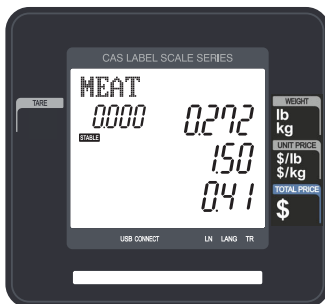 CAS LABEL SCALE SERIES
TARE
MEAT
0.000
0.272
STABLE
1.50
0.41
WEIGHT
lb
kg
UNIT PRICE
$/lb
$/kg
TOTAL PRICE
$
USB CONNECT
LN LANG TR